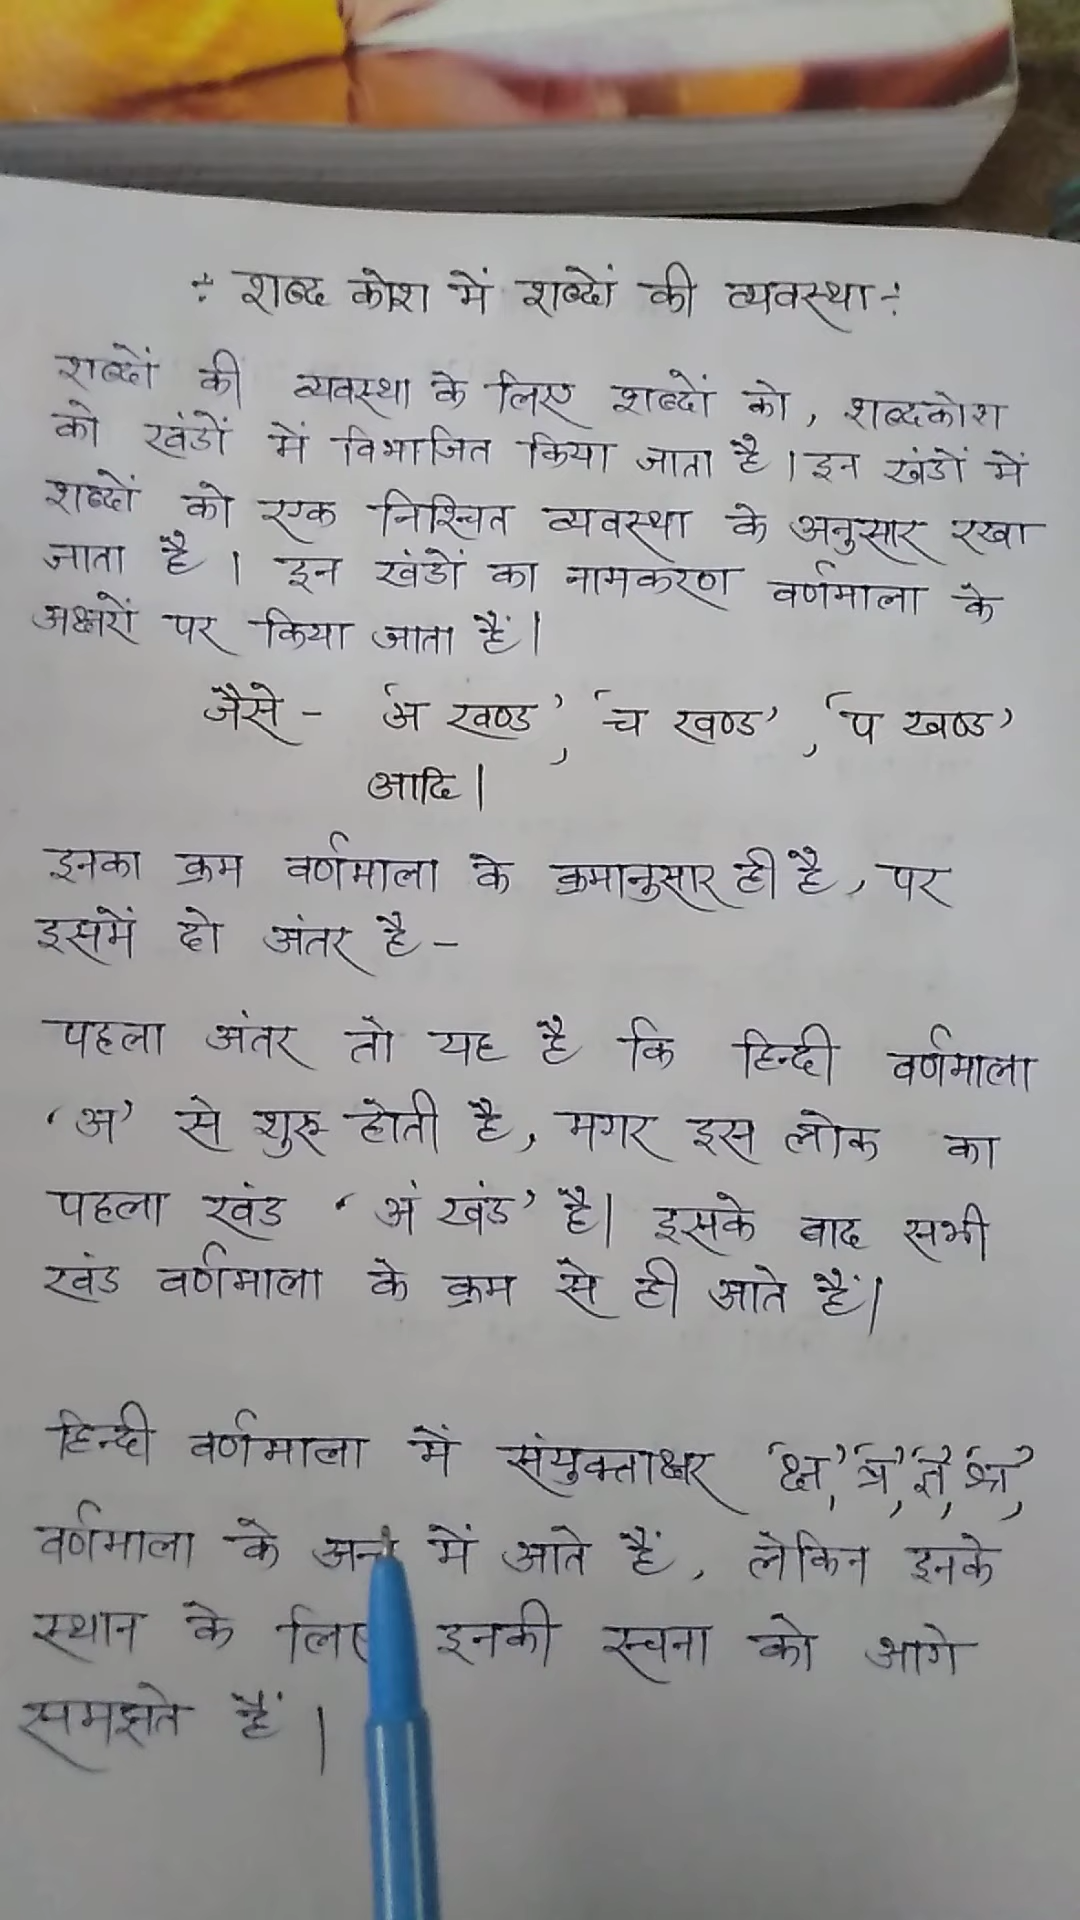 ÷ शब्द कोश में शब्दों की व्यवस्था ÷
शब्दों की व्यवस्था के लिए शब्दों को, शब्दकोश
को खंडों में विभाजित किया जाता है। इन खंडों में
शब्दों को एक निश्चित व्यवस्था के अनुसार रखा
जाता है। इन खंडों का नामकरण वर्णमाला के
अक्षरों पर किया जाता हैं।
जैसे - 'अ खण्ड', 'च खण्ड', 'प खण्ड'
आदि।
इनका क्रम वर्णमाला के क्रमानुसार ही है, पर
इसमें दो अंतर है -
पहला अंतर तो यह है कि हिन्दी वर्णमाला
'अ' से शुरू होती है, मगर इस लोक का
पहला खंड 'अं खंड' है। इसके बाद सभी
खंड वर्णमाला के क्रम से ही आते हैं।
हिन्दी वर्णमाला में संयुक्ताक्षर 'क्ष', 'त्र', 'ज्ञ', 'श्र',
वर्णमाला के में आते हैं, लेकिन इनके
स्थान के लिए इनकी रचना को आगे
समझते हैं।